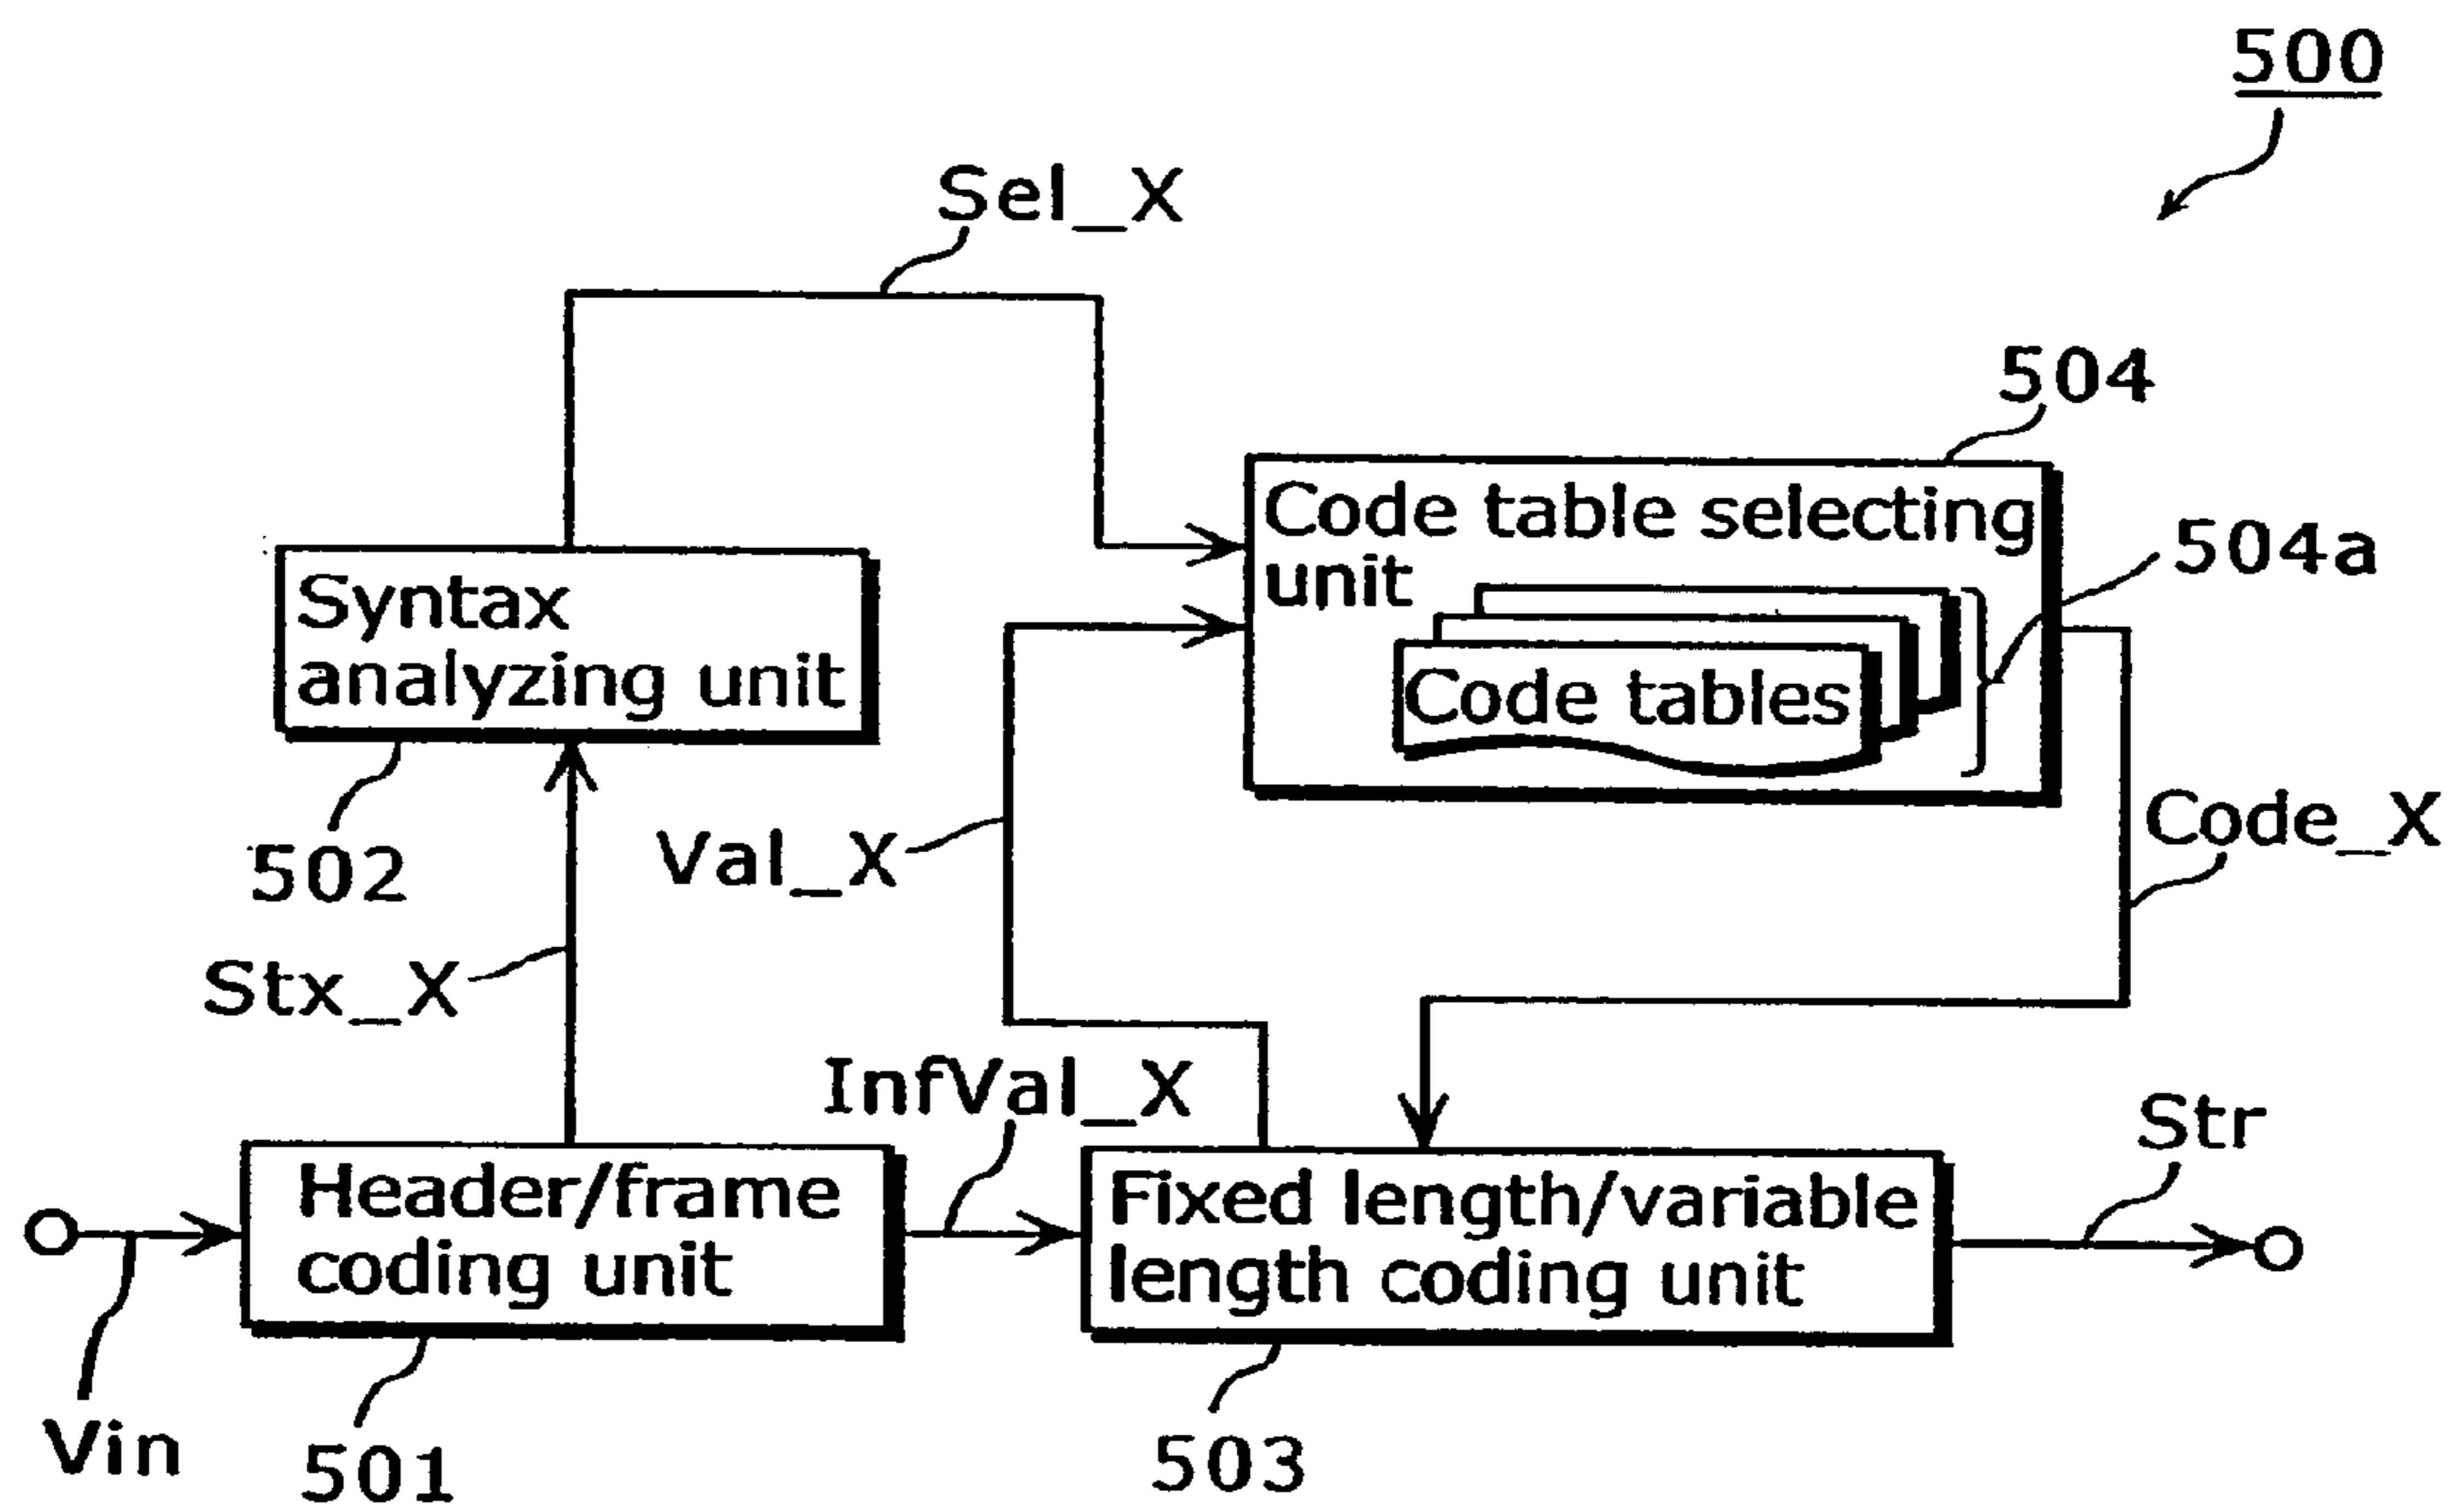 500
Sel_X
504
Code table selecting
unit
504a
Syntax
analyzing unit
Code tables
502
Val_X
Code_X
Stx_X
InfVal_X
Str
Header/frame
coding unit
Fixed length/variable
length coding unit
Vin
501
503